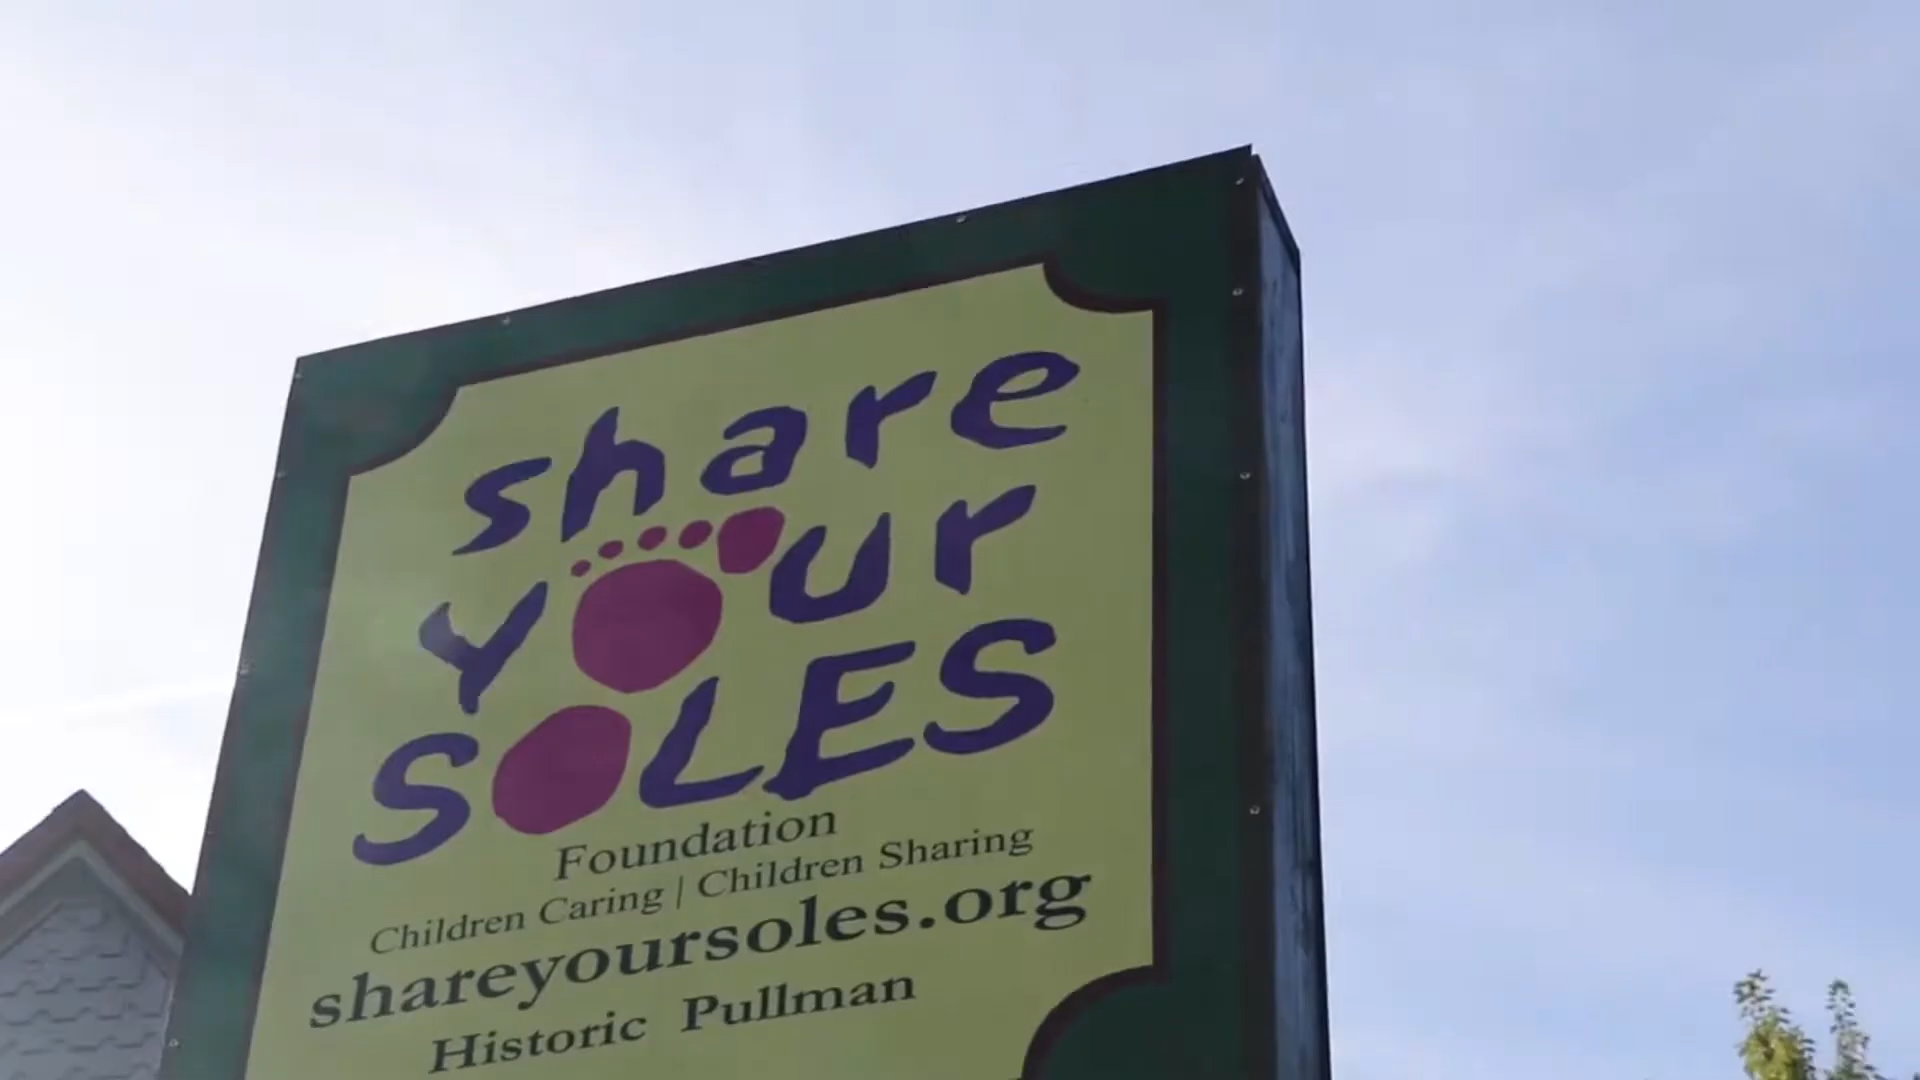 share
YOur
SOLES
Foundation
Children Caring | Children Sharing
shareyoursoles.org
Historic Pullman